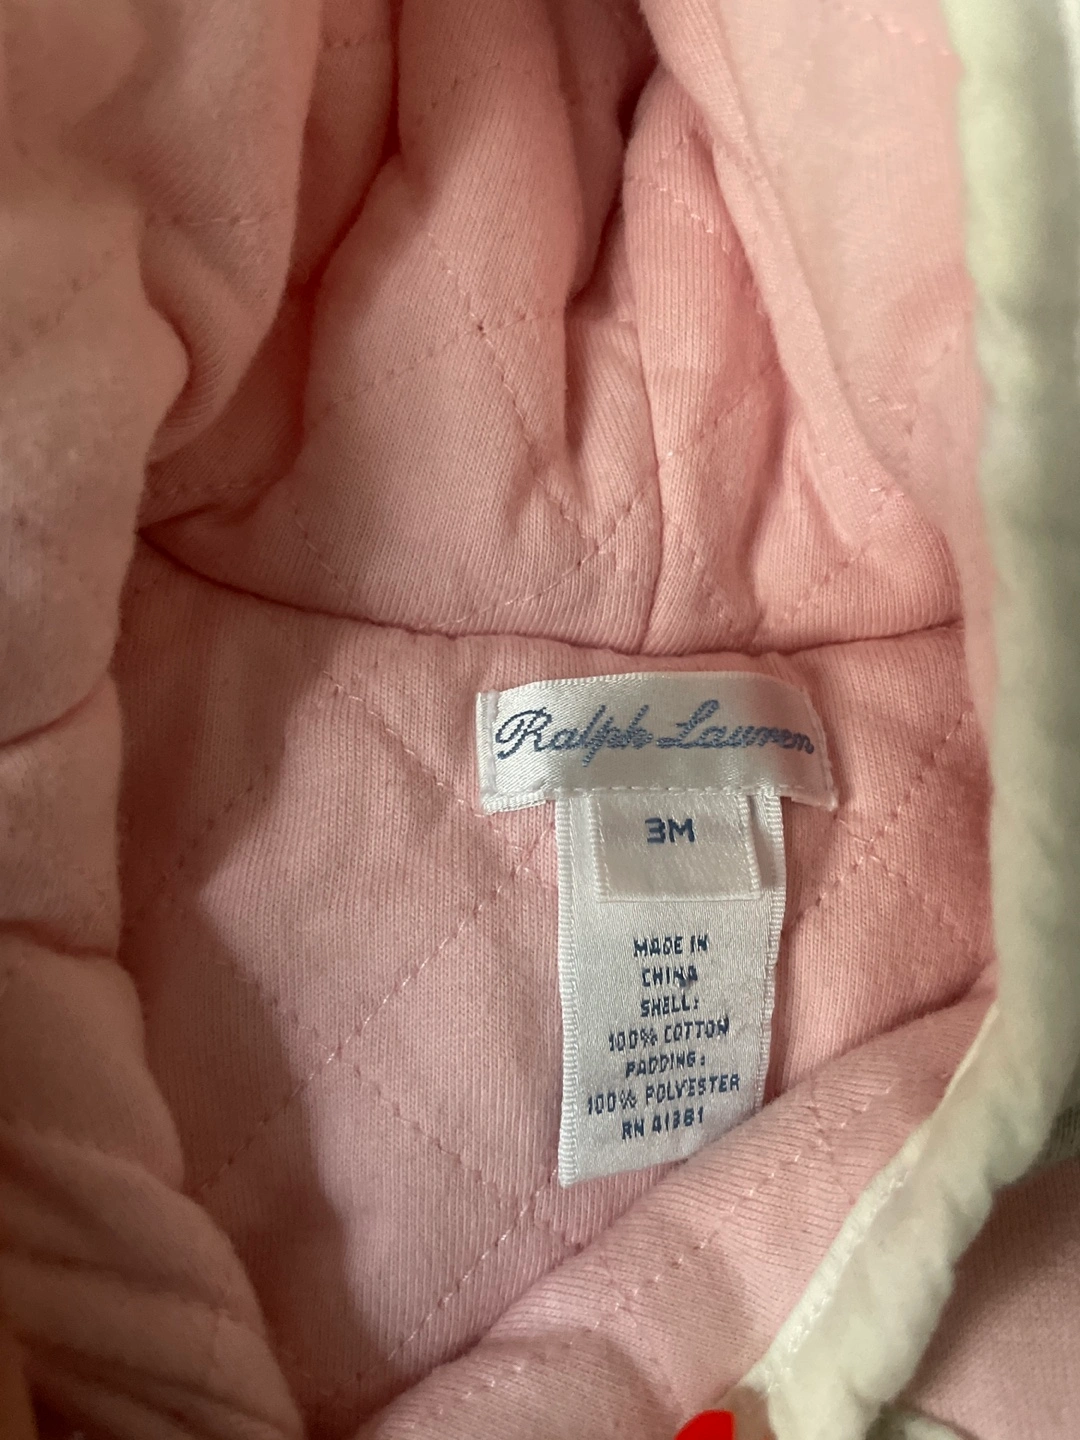 Ralph Lauren
3M
MADE IN
CHINA
SHELL:
100% COTTON
PADDING:
100% POLYESTER
RN 41381